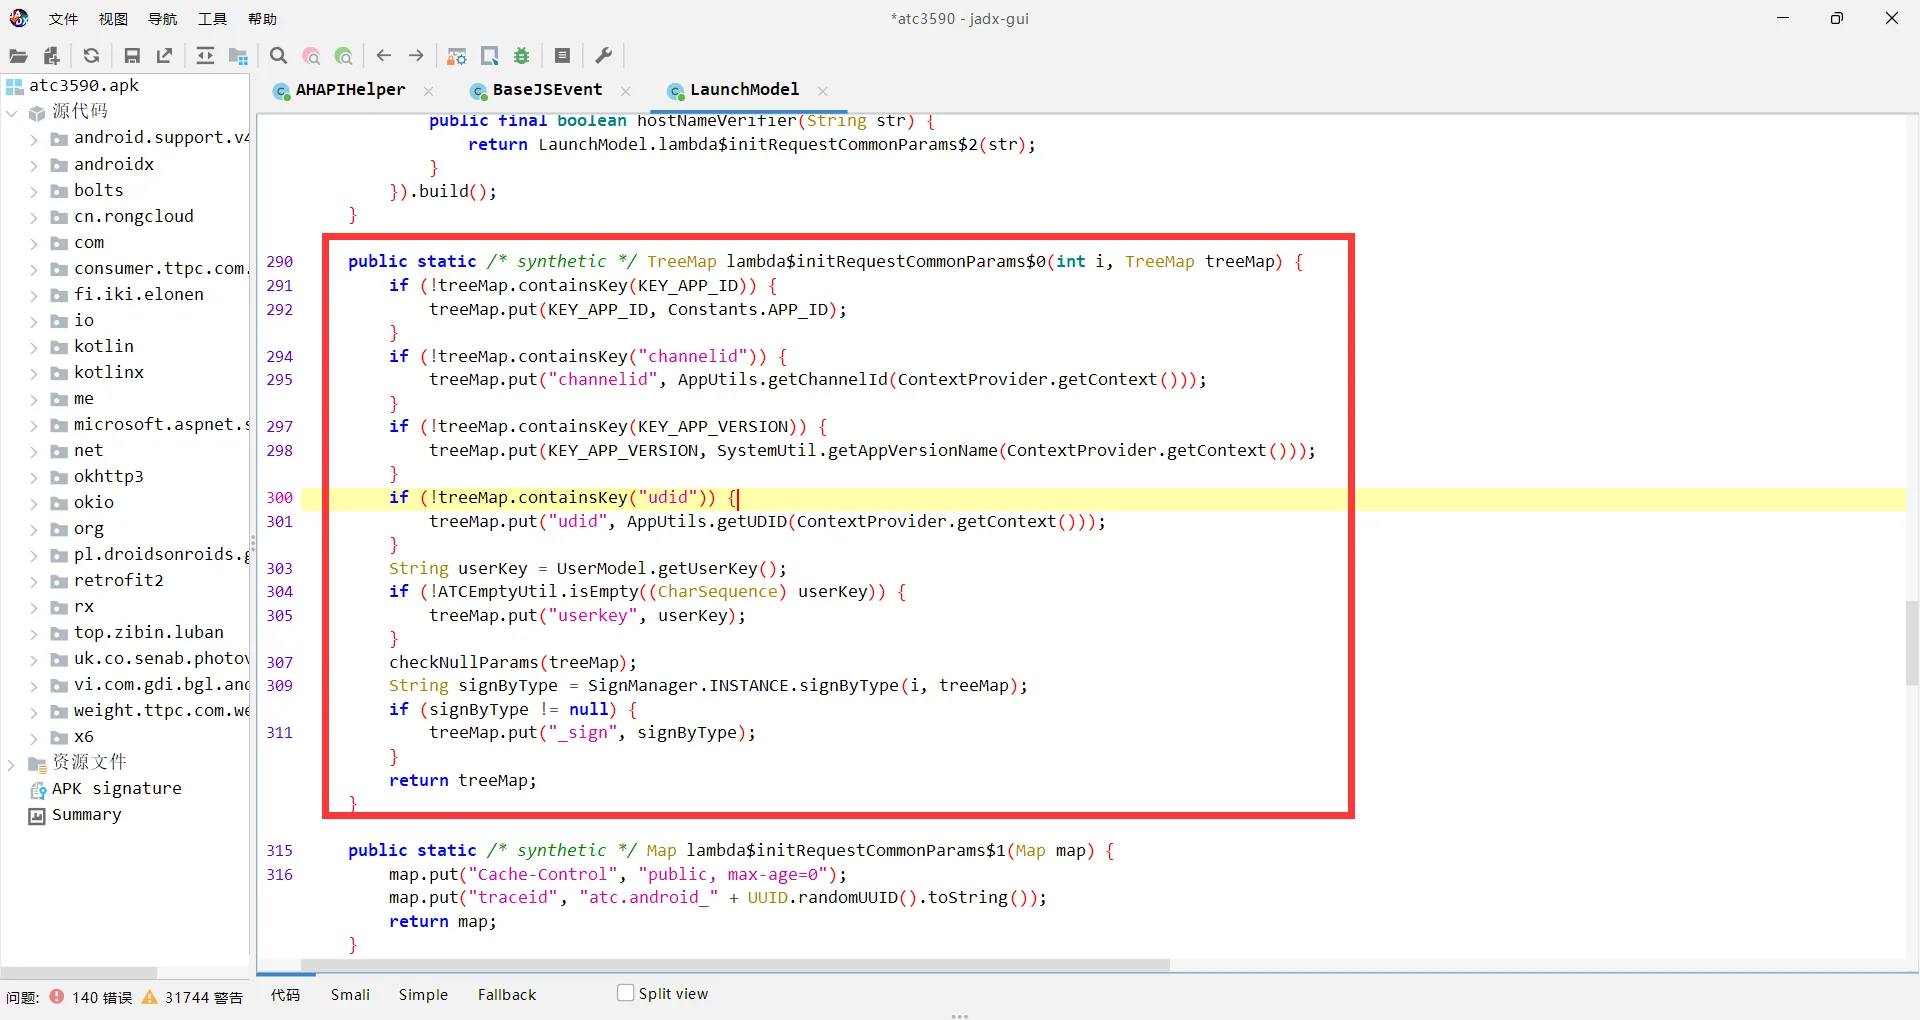 文件 视图 导航 工具 帮助
*atc3590 - jadx-gui
atc3590.apk
源代码
android.support.v4
androidx
bolts
cn.rongcloud
com
consumer.ttpc.com.
fi.iki.elonen
io
kotlin
kotlinx
me
microsoft.aspnet.s
net
okhttp3
okio
org
pl.droidsonroids.g
retrofit2
rx
top.zibin.luban
uk.co.senab.photov
vi.com.gdi.bgl.and
weight.ttpc.com.we
x6
资源文件
APK signature
Summary
问题: 140 错误 31744 警告
AHAPIHelper BaseJSEvent LaunchModel
public final boolean hostNameVerifier(String str) {
return LaunchModel.lambda$initRequestCommonParams$2(str);
}
}).build();
}
290 public static /* synthetic */ TreeMap lambda$initRequestCommonParams$0(int i, TreeMap treeMap) {
291 if (!treeMap.containsKey(KEY_APP_ID)) {
292 treeMap.put(KEY_APP_ID, Constants.APP_ID);
}
294 if (!treeMap.containsKey("channelid")) {
295 treeMap.put("channelid", AppUtils.getChannelId(ContextProvider.getContext()));
}
297 if (!treeMap.containsKey(KEY_APP_VERSION)) {
298 treeMap.put(KEY_APP_VERSION, SystemUtil.getAppVersionName(ContextProvider.getContext()));
}
300 if (!treeMap.containsKey("udid")) {
301 treeMap.put("udid", AppUtils.getUDID(ContextProvider.getContext()));
}
303 String userKey = UserModel.getUserKey();
304 if (!ATCEmptyUtil.isEmpty((CharSequence) userKey)) {
305 treeMap.put("userkey", userKey);
}
307 checkNullParams(treeMap);
309 String signByType = SignManager.INSTANCE.signByType(i, treeMap);
if (signByType != null) {
311 treeMap.put("_sign", signByType);
}
return treeMap;
}
315 public static /* synthetic */ Map lambda$initRequestCommonParams$1(Map map) {
316 map.put("Cache-Control", "public, max-age=0");
map.put("traceid", "atc.android_" + UUID.randomUUID().toString());
return map;
}
代码 Smali Simple Fallback Split view